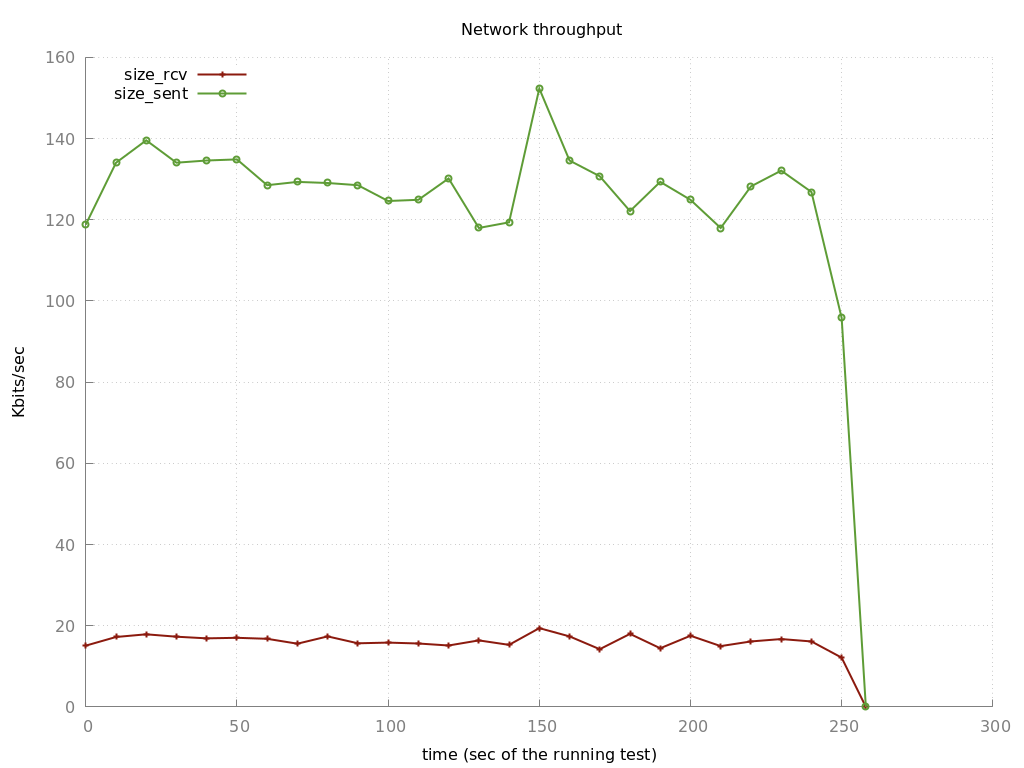 Network throughput
160
size_rcv
size_sent
140
120
100
80
Kbits/sec
60
40
20
0
0 50 100 150 200 250 300
time (sec of the running test)